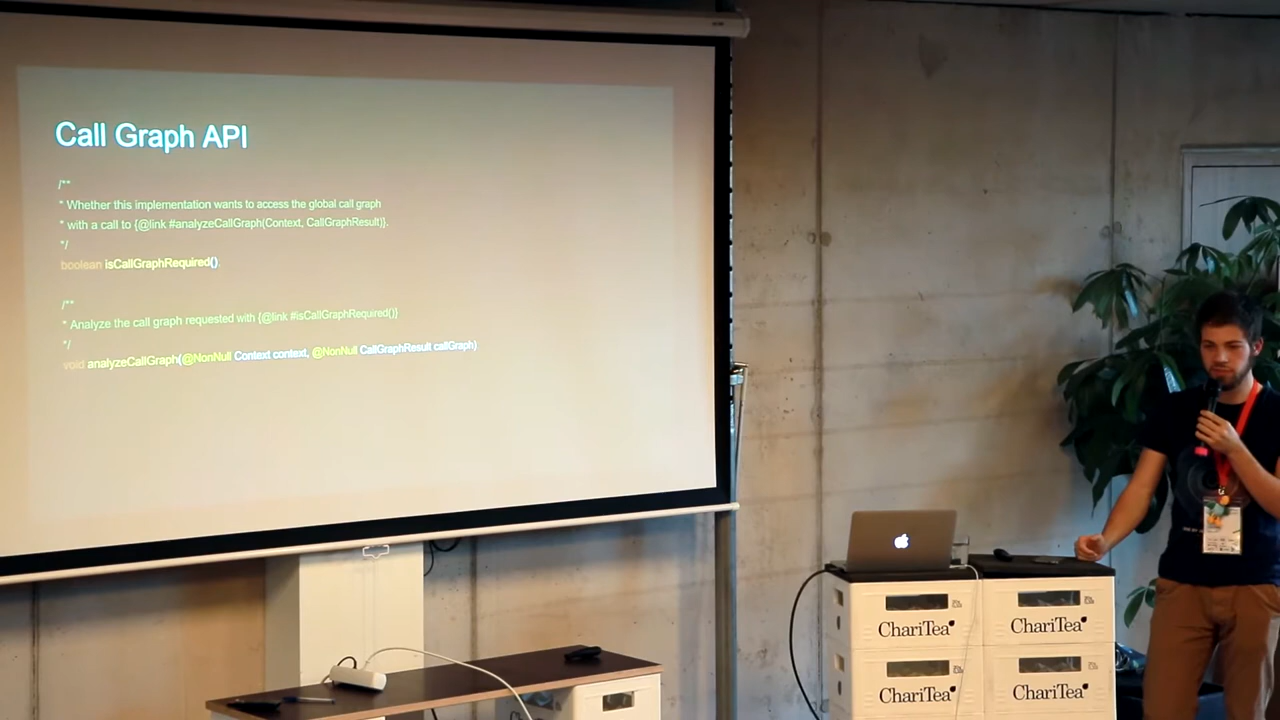 Call Graph API
/**
* Whether this implementation wants to access the global call graph
* with a call to {@link #analyzeCallGraph(Context, CallGraphResult)}.
*/
boolean isCallGraphRequired();
/**
* Analyze the call graph requested with {@link #isCallGraphRequired()}
*/
void analyzeCallGraph(@NonNull Context context, @NonNull CallGraphResult callGraph)
ChariTea
ChariTea
ChariTea
ChariTea